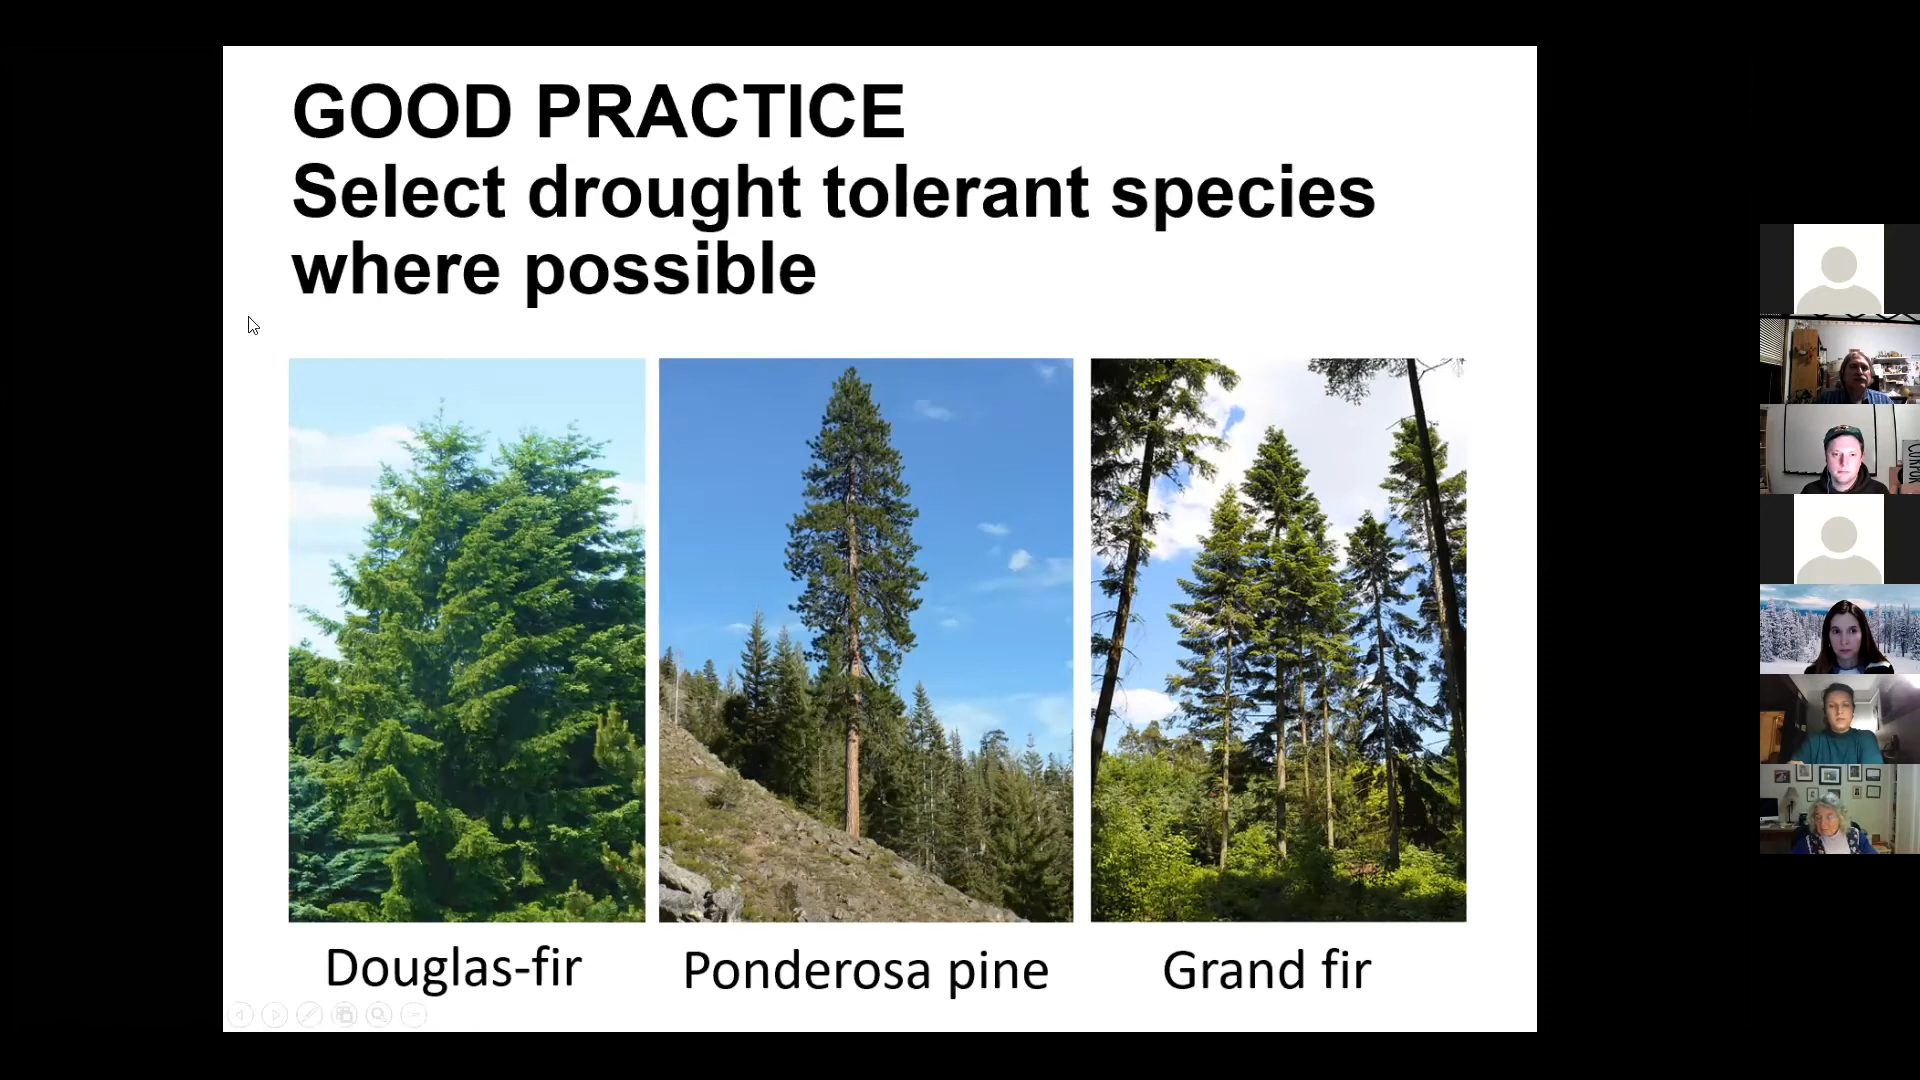 GOOD PRACTICE
Select drought tolerant species
where possible
Douglas-fir
Ponderosa pine
Grand fir